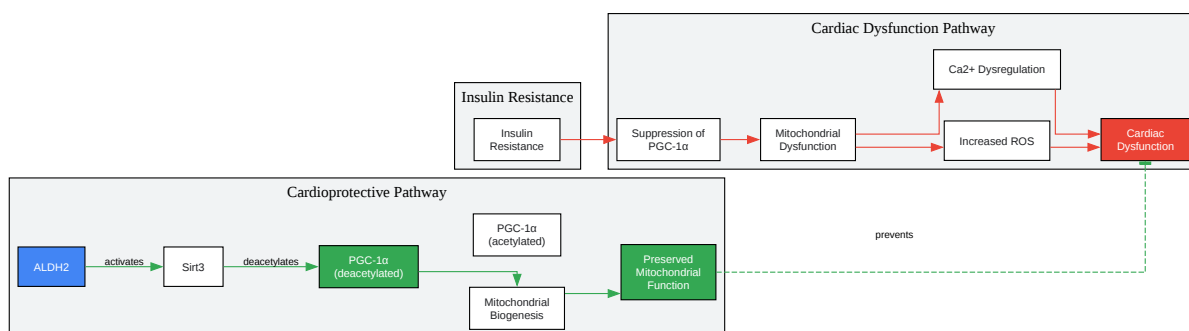 Cardiac Dysfunction Pathway
Ca2+ Dysregulation
Insulin Resistance
Insulin
Resistance
Suppression of
PGC-1α
Mitochondrial
Dysfunction
Increased ROS
Cardiac
Dysfunction
Cardioprotective Pathway
PGC-1α
(acetylated)
prevents
ALDH2
activates
Sirt3
deacetylates
PGC-1α
(deacetylated)
Mitochondrial
Biogenesis
Preserved
Mitochondrial
Function